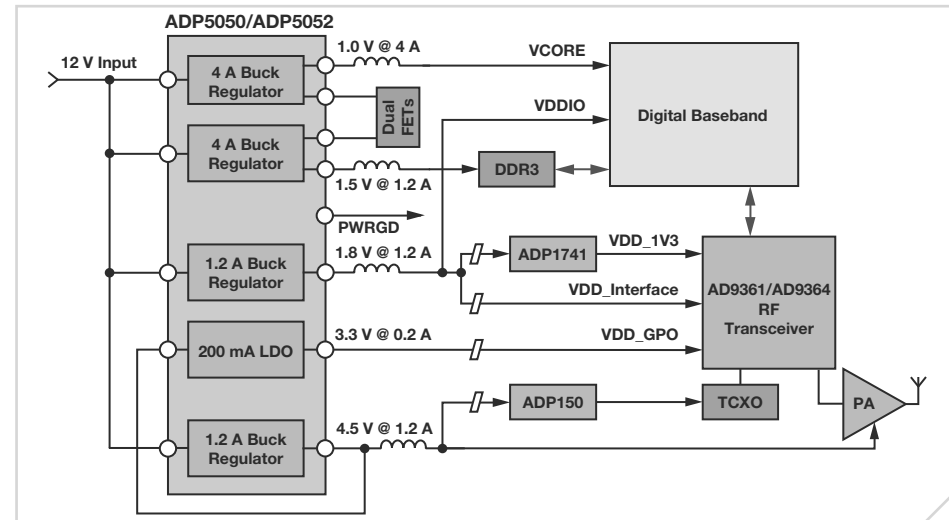 ADP5050/ADP5052
12 V Input
4 A Buck
Regulator
1.0 V @ 4 A
VCORE
Dual
FETs
VDDIO
Digital Baseband
4 A Buck
Regulator
1.5 V @ 1.2 A
DDR3
PWRGD
1.2 A Buck
Regulator
1.8 V @ 1.2 A
ADP1741
VDD_1V3
VDD_Interface
AD9361/AD9364
RF
Transceiver
200 mA LDO
3.3 V @ 0.2 A
VDD_GPO
ADP150
TCXO
PA
1.2 A Buck
Regulator
4.5 V @ 1.2 A